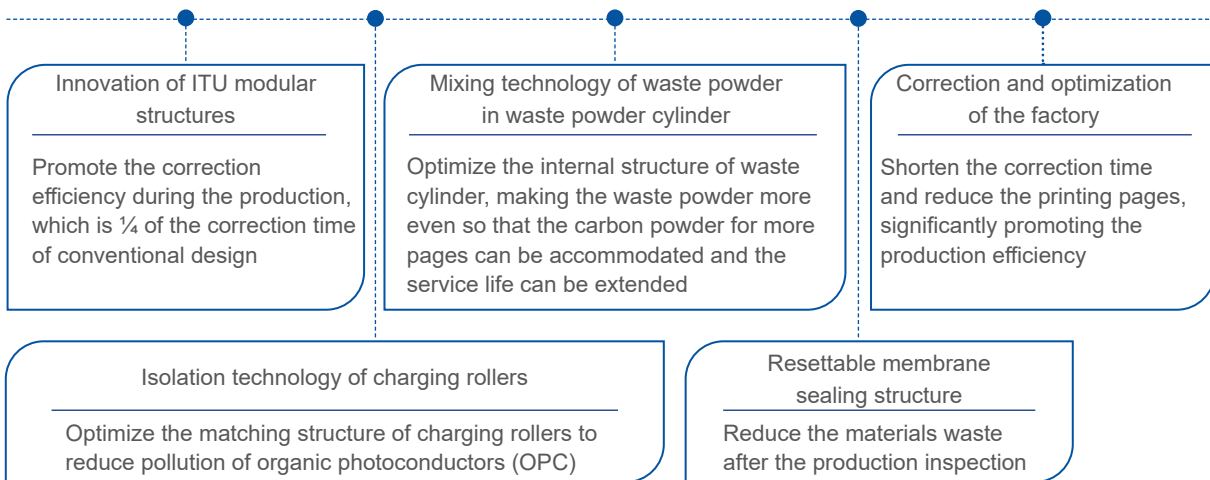 Innovation of ITU modular
structures
Promote the correction
efficiency during the production,
which is ¼ of the correction time
of conventional design
Mixing technology of waste powder
in waste powder cylinder
Optimize the internal structure of waste
cylinder, making the waste powder more
even so that the carbon powder for more
pages can be accommodated and the
service life can be extended
Correction and optimization
of the factory
Shorten the correction time
and reduce the printing pages,
significantly promoting the
production efficiency
Isolation technology of charging rollers
Optimize the matching structure of charging rollers to
reduce pollution of organic photoconductors (OPC)
Resettable membrane
sealing structure
Reduce the materials waste
after the production inspection